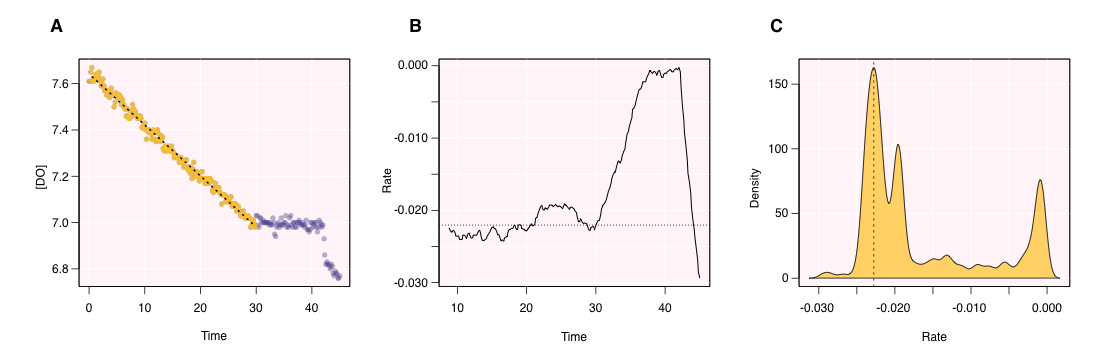 A
B
C
7.6
7.4
7.2
7.0
6.8
[DO]
0 10 20 30 40
Time
0.000
-0.010
-0.020
-0.030
Rate
10 20 30 40
Time
150
100
50
0
Density
-0.030 -0.020 -0.010 0.000
Rate